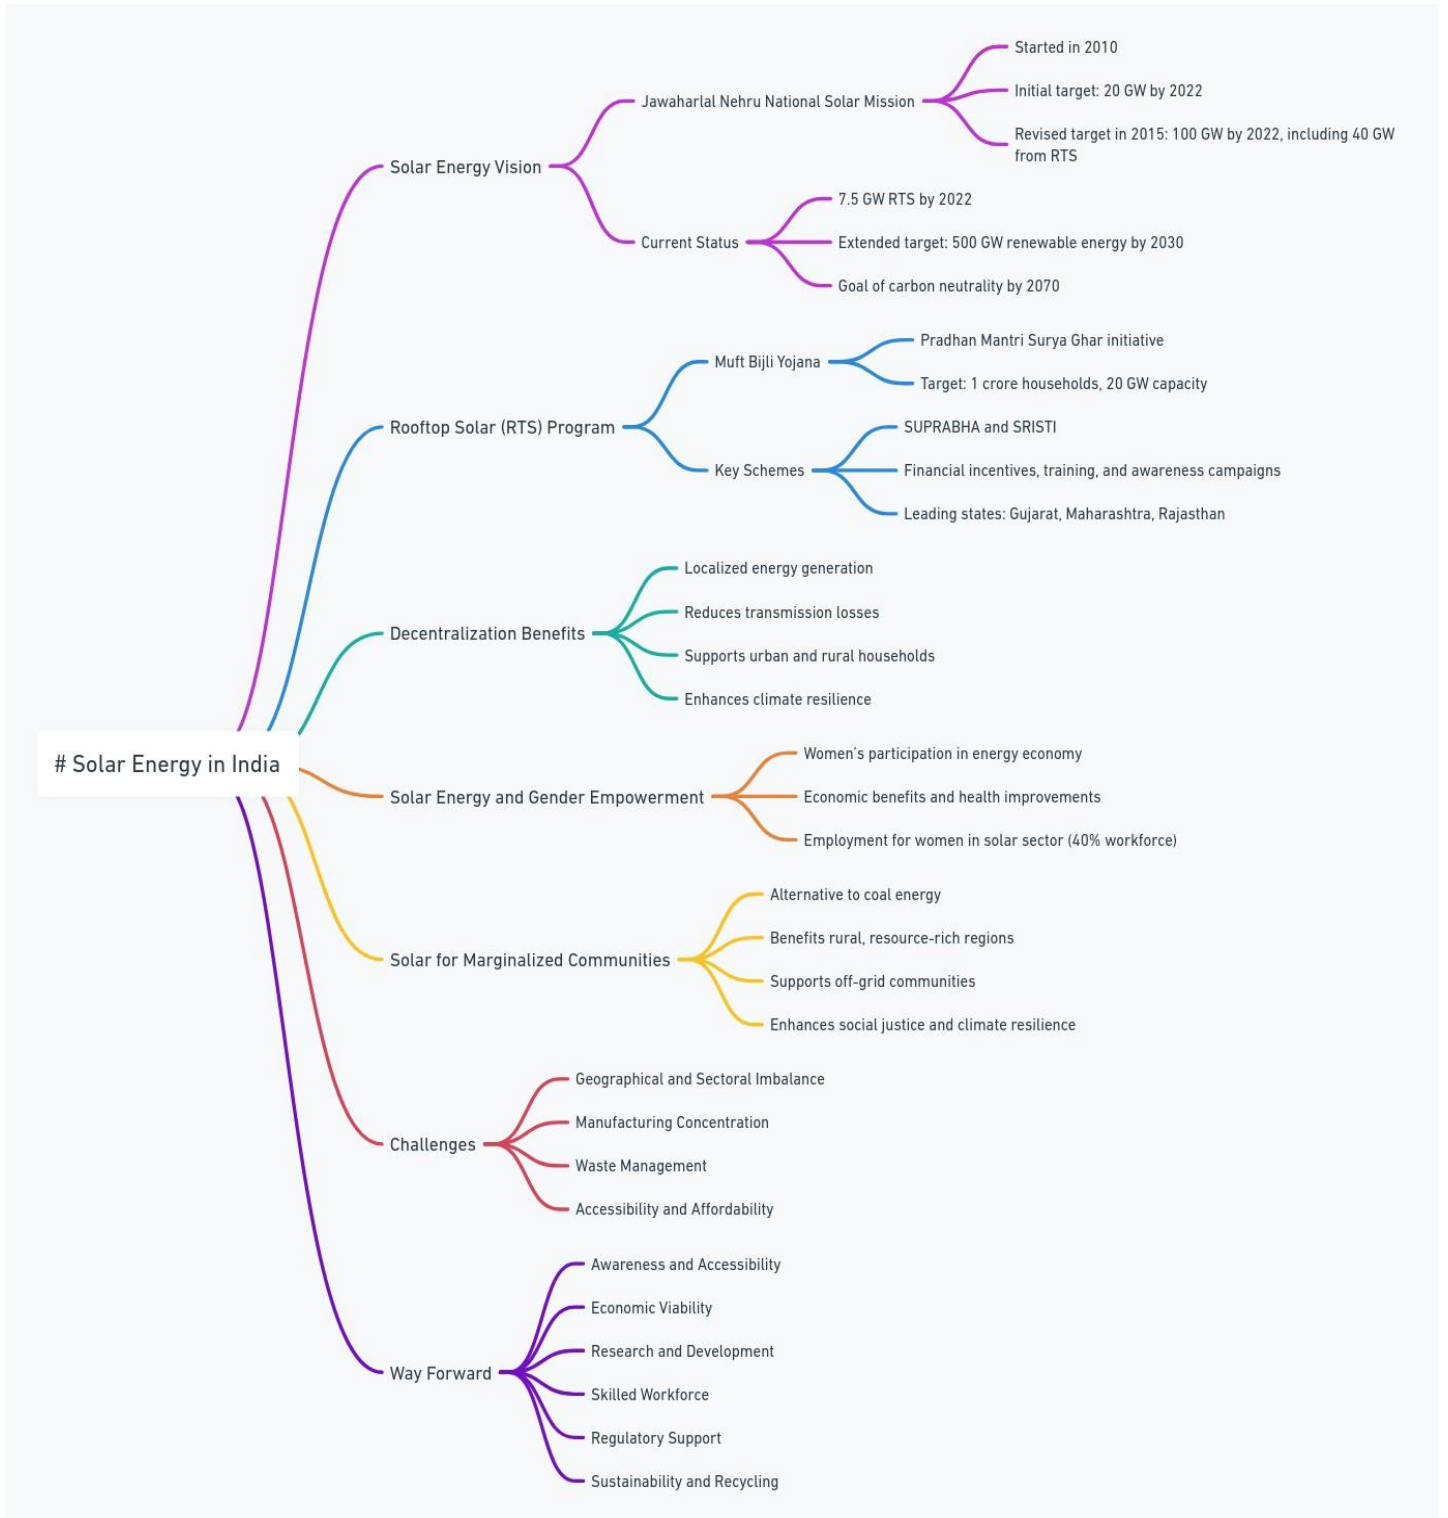 # Solar Energy in India
Solar Energy Vision
Jawaharlal Nehru National Solar Mission
Started in 2010
Initial target: 20 GW by 2022
Revised target in 2015: 100 GW by 2022, including 40 GW
from RTS
Current Status
7.5 GW RTS by 2022
Extended target: 500 GW renewable energy by 2030
Goal of carbon neutrality by 2070
Rooftop Solar (RTS) Program
Muft Bijli Yojana
Pradhan Mantri Surya Ghar initiative
Target: 1 crore households, 20 GW capacity
Key Schemes
SUPRABHA and SRISTI
Financial incentives, training, and awareness campaigns
Leading states: Gujarat, Maharashtra, Rajasthan
Decentralization Benefits
Localized energy generation
Reduces transmission losses
Supports urban and rural households
Enhances climate resilience
Solar Energy and Gender Empowerment
Women's participation in energy economy
Economic benefits and health improvements
Employment for women in solar sector (40% workforce)
Solar for Marginalized Communities
Alternative to coal energy
Benefits rural, resource-rich regions
Supports off-grid communities
Enhances social justice and climate resilience
Challenges
Geographical and Sectoral Imbalance
Manufacturing Concentration
Waste Management
Accessibility and Affordability
Way Forward
Awareness and Accessibility
Economic Viability
Research and Development
Skilled Workforce
Regulatory Support
Sustainability and Recycling